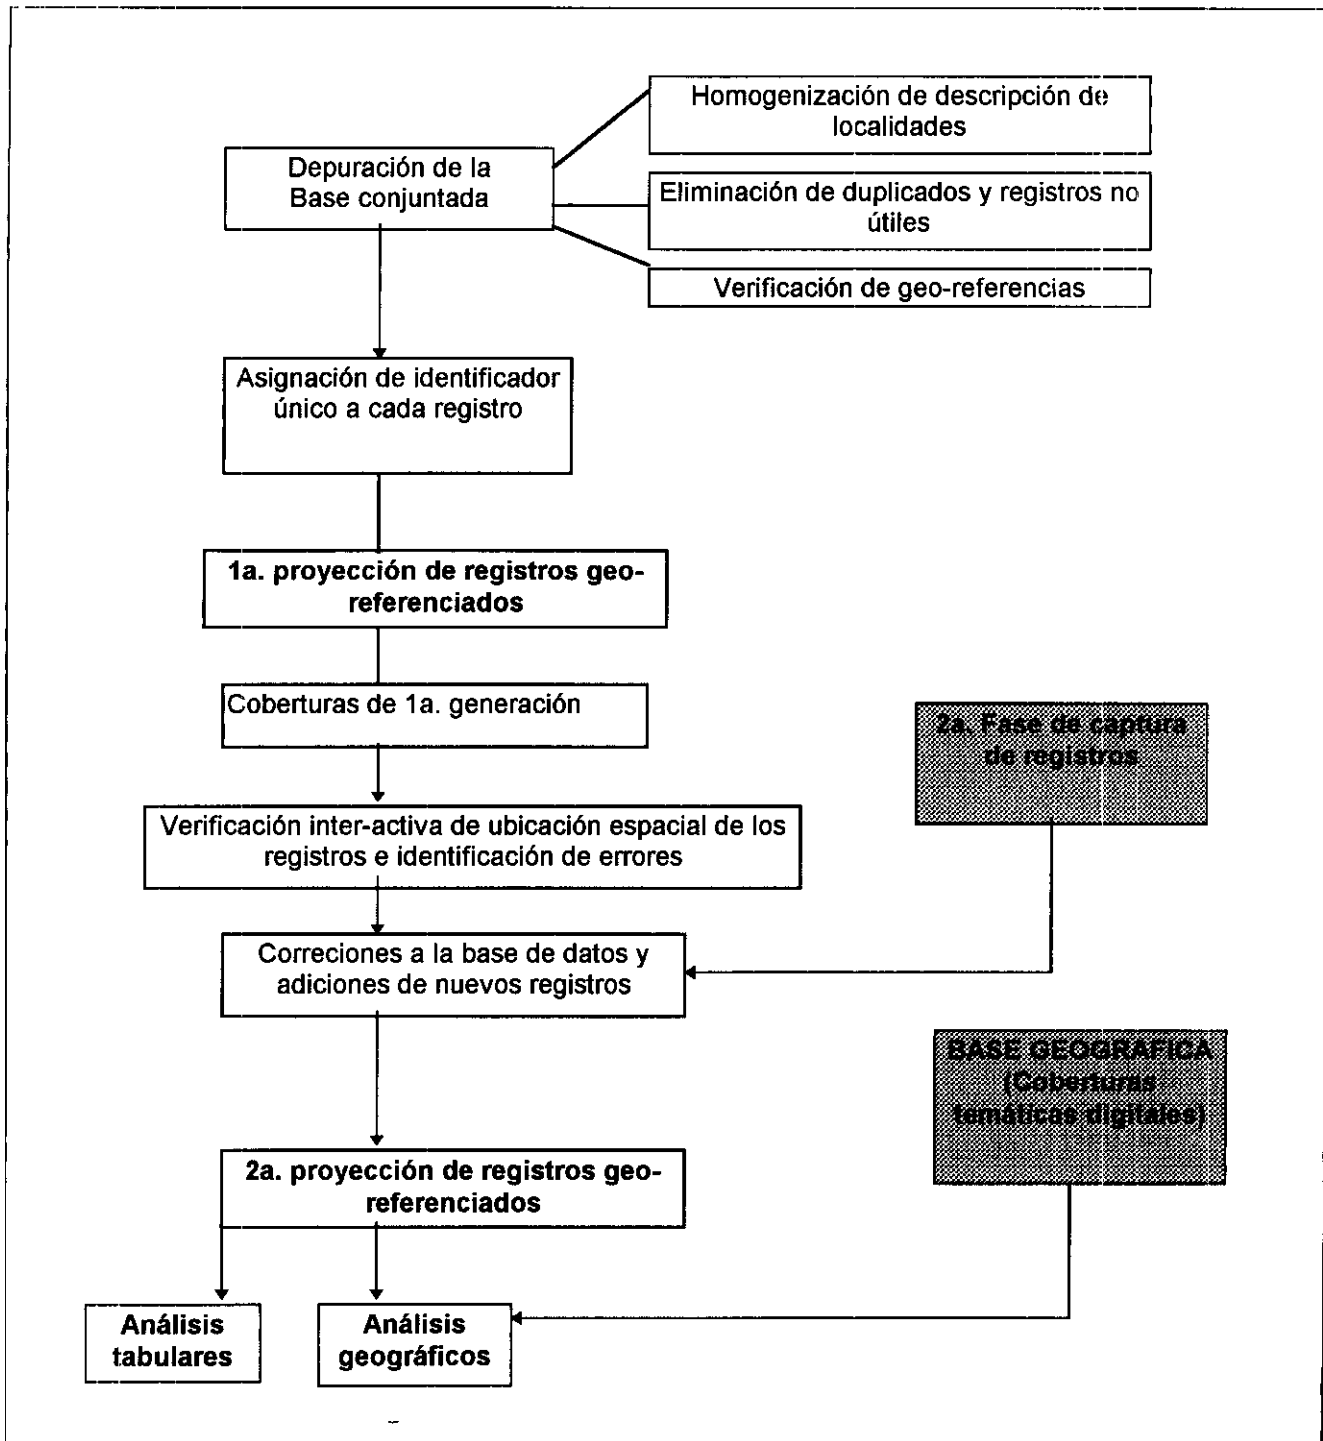 Homogenización de descripción de
localidades
Depuración de la
Base conjuntada
Eliminación de duplicados y registros no
útiles
Verificación de geo-referencias
Asignación de identificador
único a cada registro
1a. proyección de registros geo-
referenciados
Coberturas de 1a. generación
2a. Fase de captura
de registros
Verificación inter-activa de ubicación espacial de los
registros e identificación de errores
Correciones a la base de datos y
adiciones de nuevos registros
BASE GEOGRAFICA
(Coberturas
temáticas digitales)
2a. proyección de registros geo-
referenciados
Análisis
tabulares
Análisis
geográficos